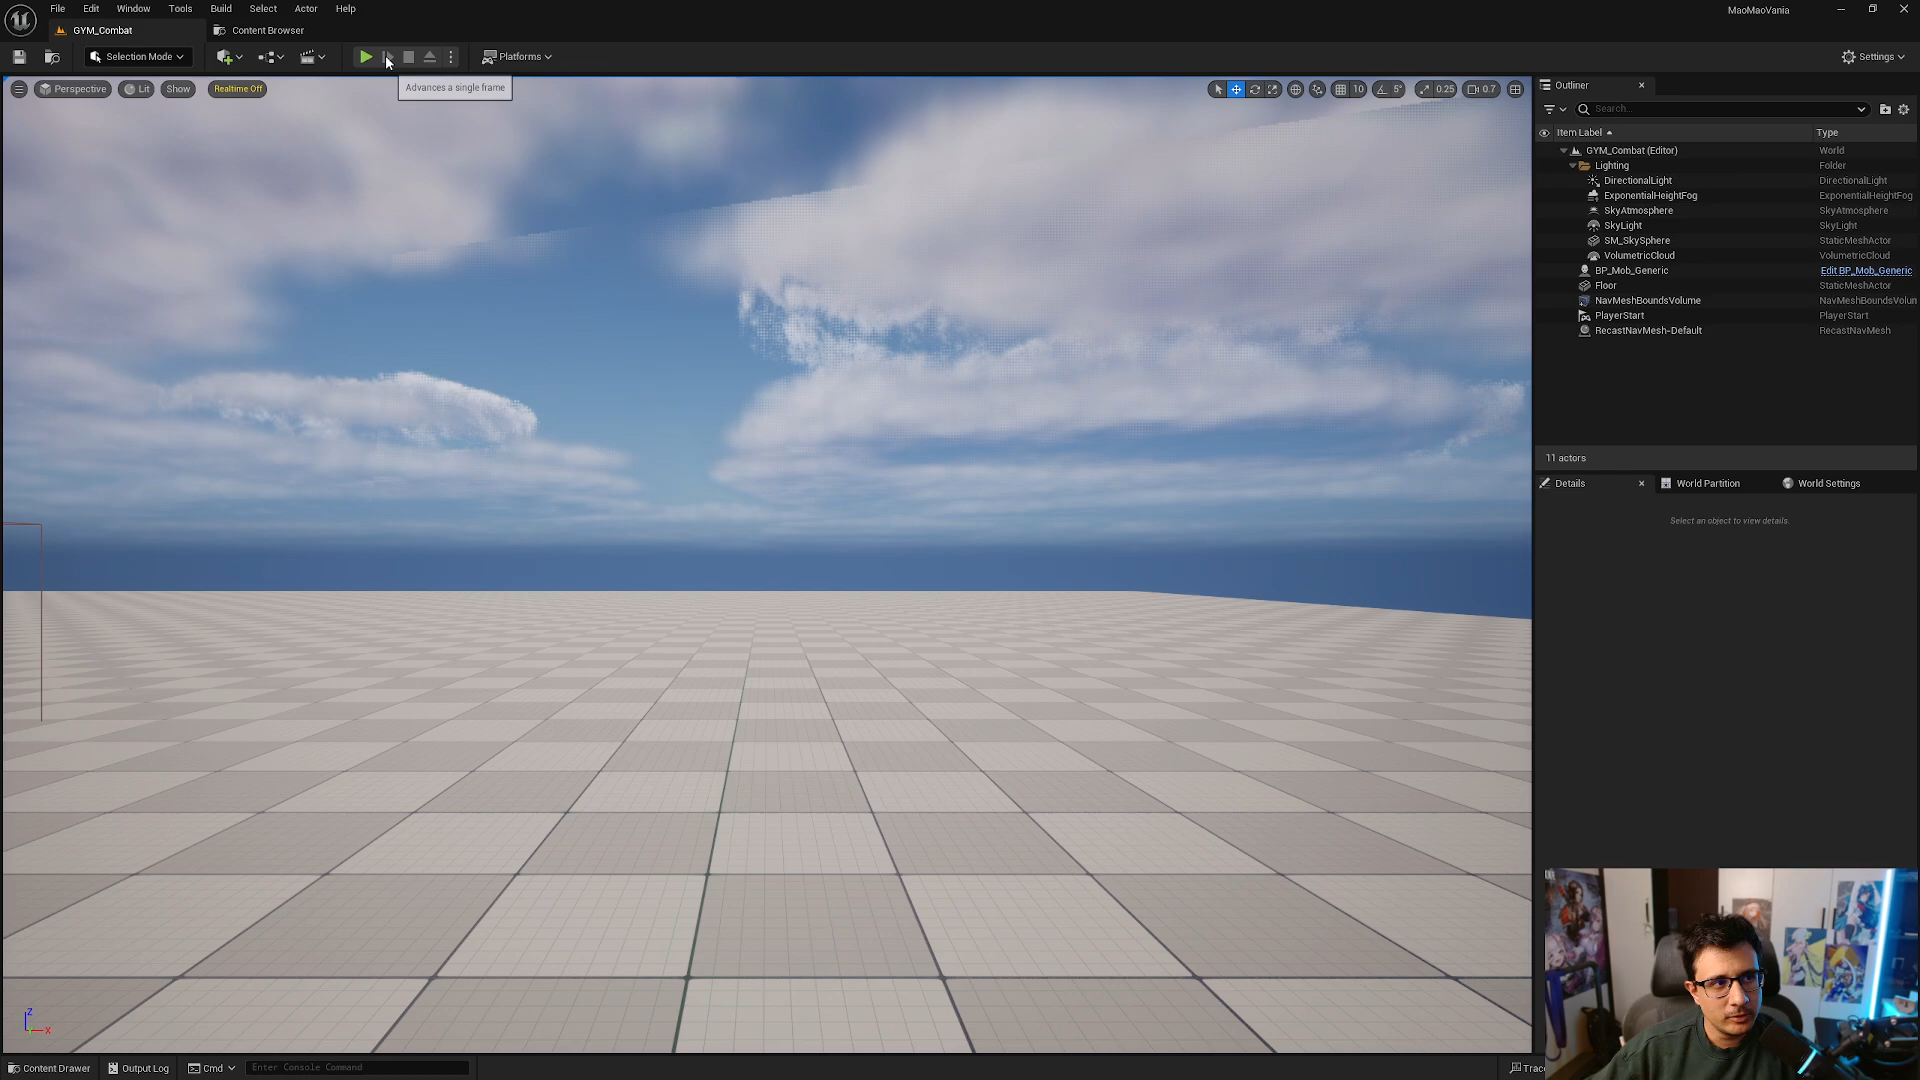 File Edit Window Tools Build Select Actor Help
MaoMaoVania
GYM_Combat
Content Browser
Selection Mode
Platforms
Settings
Perspective
Lit
Show
Realtime Off
Advances a single frame
10
5°
0.25
0.7
Outliner
Search...
Item Label
Type
GYM_Combat (Editor) World
Lighting Folder
DirectionalLight DirectionalLight
ExponentialHeightFog ExponentialHeightFog
SkyAtmosphere SkyAtmosphere
SkyLight SkyLight
SM_SkySphere StaticMeshActor
VolumetricCloud VolumetricCloud
BP_Mob_Generic Edit BP_Mob_Generic
Floor StaticMeshActor
NavMeshBoundsVolume NavMeshBoundsVolum
PlayerStart PlayerStart
RecastNavMesh-Default RecastNavMesh
11 actors
Details
World Partition
World Settings
Select an object to view details.
Z
X
Content Drawer
Output Log
Cmd
Enter Console Command
Trace